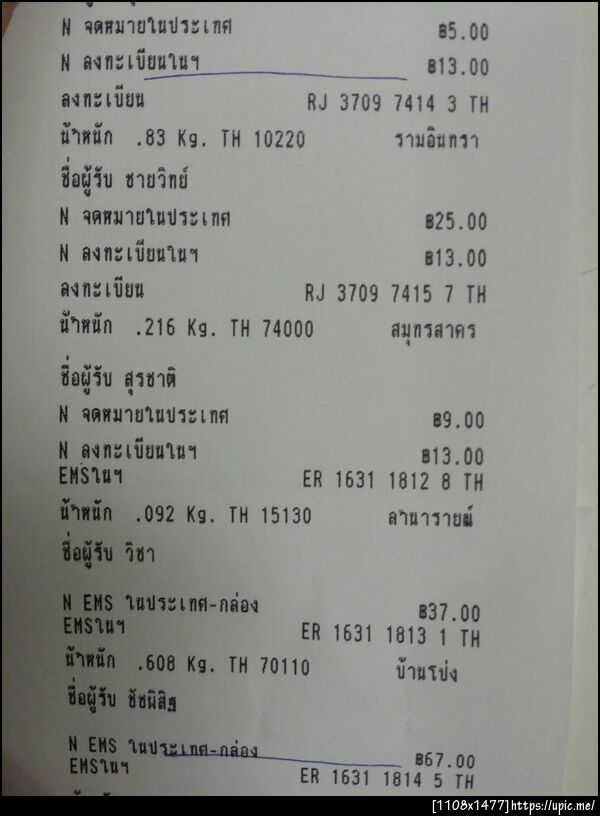 N จดหมายในประเทศ ฿5.00
N ลงทะเบียนในฯ ฿13.00
ลงทะเบียน RJ 3709 7414 3 TH
น้ำหนัก .83 Kg. TH 10220 รามอินทรา
ชื่อผู้รับ ชายวิทย์
N จดหมายในประเทศ ฿25.00
N ลงทะเบียนในฯ ฿13.00
ลงทะเบียน RJ 3709 7415 7 TH
น้ำหนัก .216 Kg. TH 74000 สมุทรสาคร
ชื่อผู้รับ สุรชาติ
N จดหมายในประเทศ ฿9.00
N ลงทะเบียนในฯ ฿13.00
EMSในฯ ER 1631 1812 8 TH
น้ำหนัก .092 Kg. TH 15130 ลำนารายณ์
ชื่อผู้รับ วิชา
N EMS ในประเทศ-กล่อง ฿37.00
EMSในฯ ER 1631 1813 1 TH
น้ำหนัก .608 Kg. TH 70110 บ้านโป่ง
ชื่อผู้รับ ชัชพิสิฐ
N EMS ในประเทศ-กล่อง ฿67.00
EMSในฯ ER 1631 1814 5 TH
[1108x1477]https://upic.me/